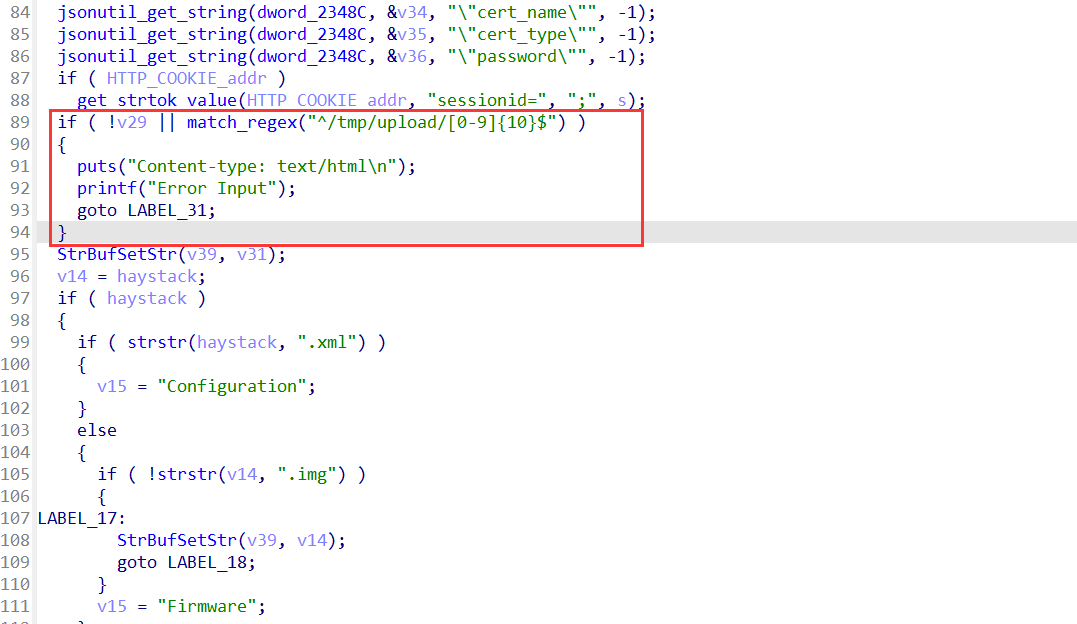 84 jsonutil_get_string(dword_2348C, &v34, "\"cert_name\"", -1);
85 jsonutil_get_string(dword_2348C, &v35, "\"cert_type\"", -1);
86 jsonutil_get_string(dword_2348C, &v36, "\"password\"", -1);
87 if ( HTTP_COOKIE_addr )
88 get_strtok_value(HTTP_COOKIE_addr, "sessionid=", ";", s);
89 if ( !v29 || match_regex("^/tmp/upload/[0-9]{10}$") )
90 {
91 puts("Content-type: text/html\n");
92 printf("Error Input");
93 goto LABEL_31;
94 }
95 StrBufSetStr(v39, v31);
96 v14 = haystack;
97 if ( haystack )
98 {
99 if ( strstr(haystack, ".xml") )
100 {
101 v15 = "Configuration";
102 }
103 else
104 {
105 if ( !strstr(v14, ".img") )
106 {
107 LABEL_17:
108 StrBufSetStr(v39, v14);
109 goto LABEL_18;
110 }
111 v15 = "Firmware";